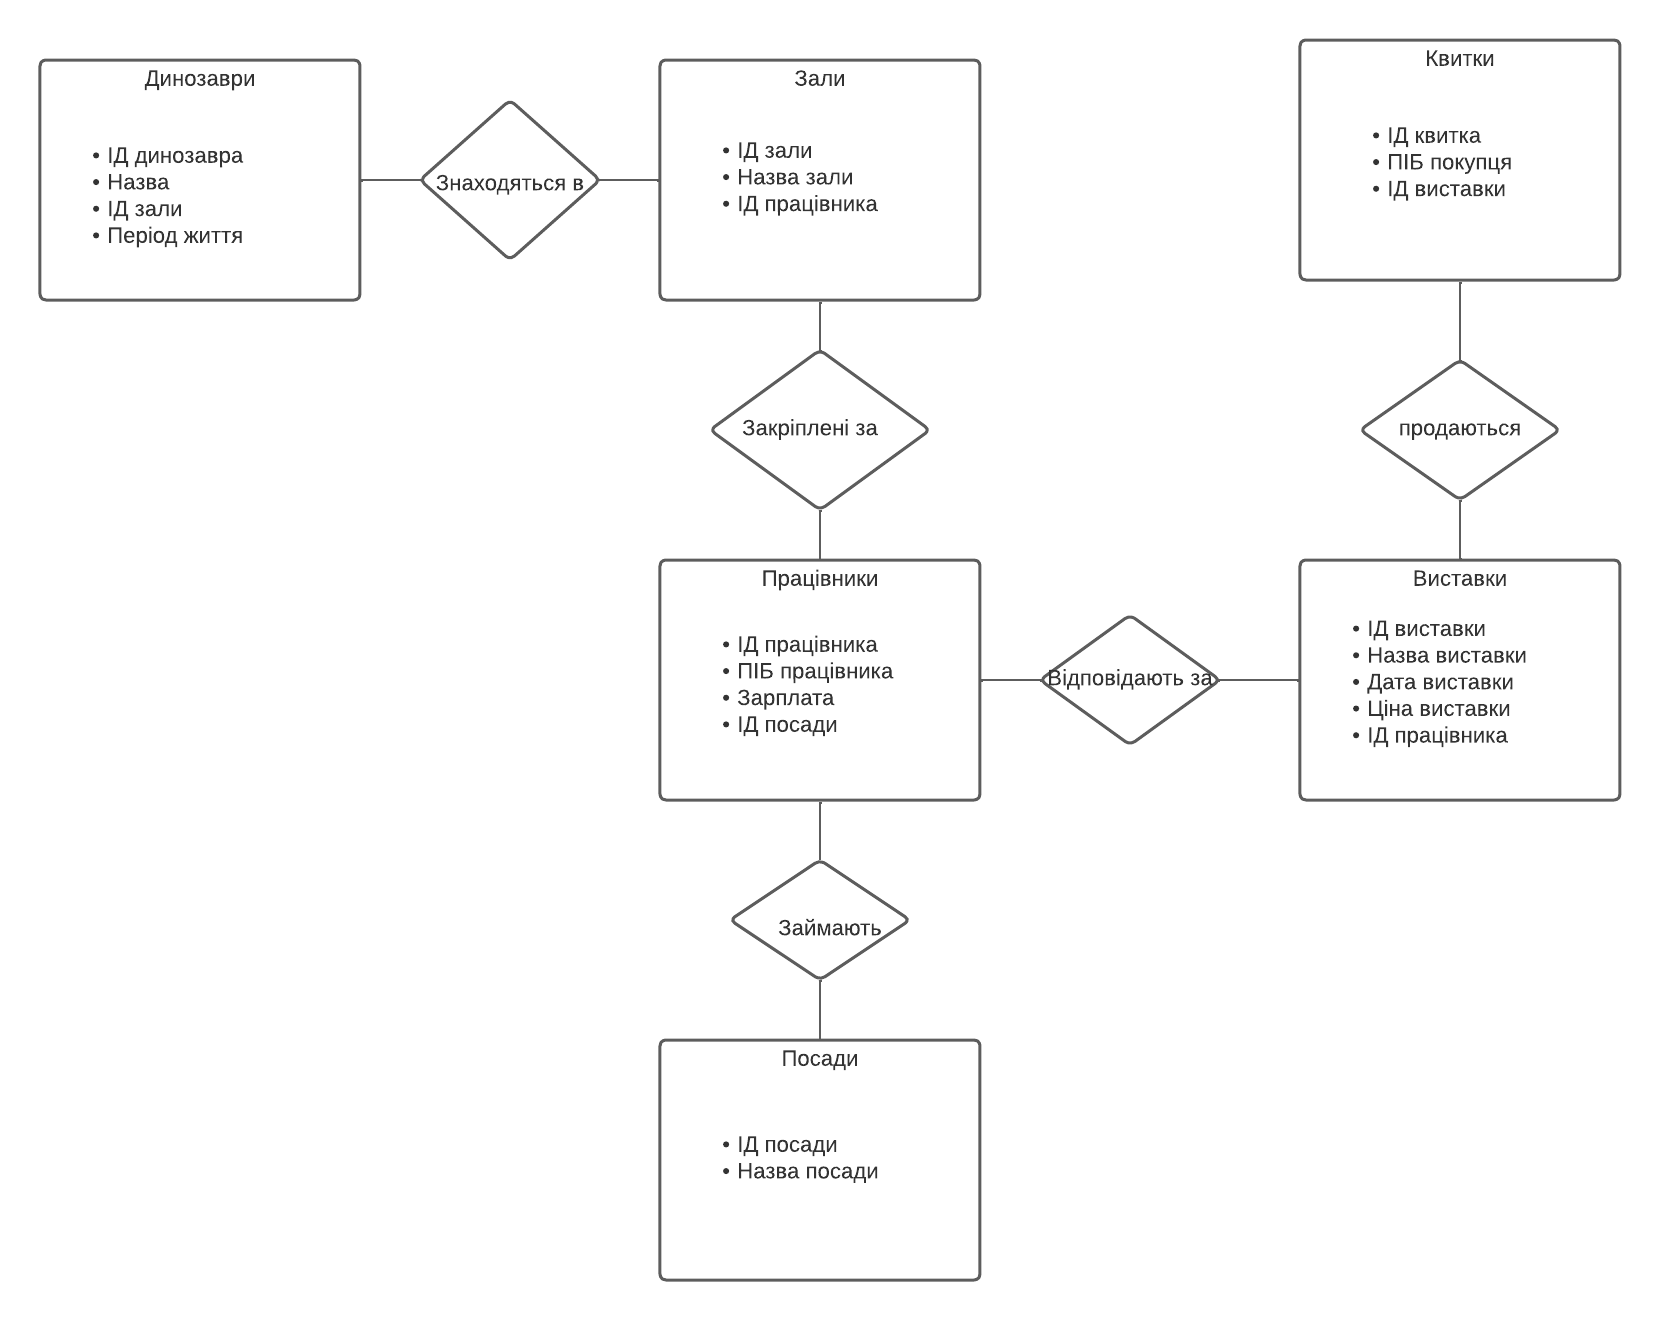 Динозаври
• ІД динозавра
• Назва
• ІД зали
• Період життя
Знаходяться в
Зали
• ІД зали
• Назва зали
• ІД працівника
Квитки
• ІД квитка
• ПІБ покупця
• ІД виставки
Закріплені за
продаються
Працівники
• ІД працівника
• ПІБ працівника
• Зарплата
• ІД посади
Відповідають за
Виставки
• ІД виставки
• Назва виставки
• Дата виставки
• Ціна виставки
• ІД працівника
Займають
Посади
• ІД посади
• Назва посади